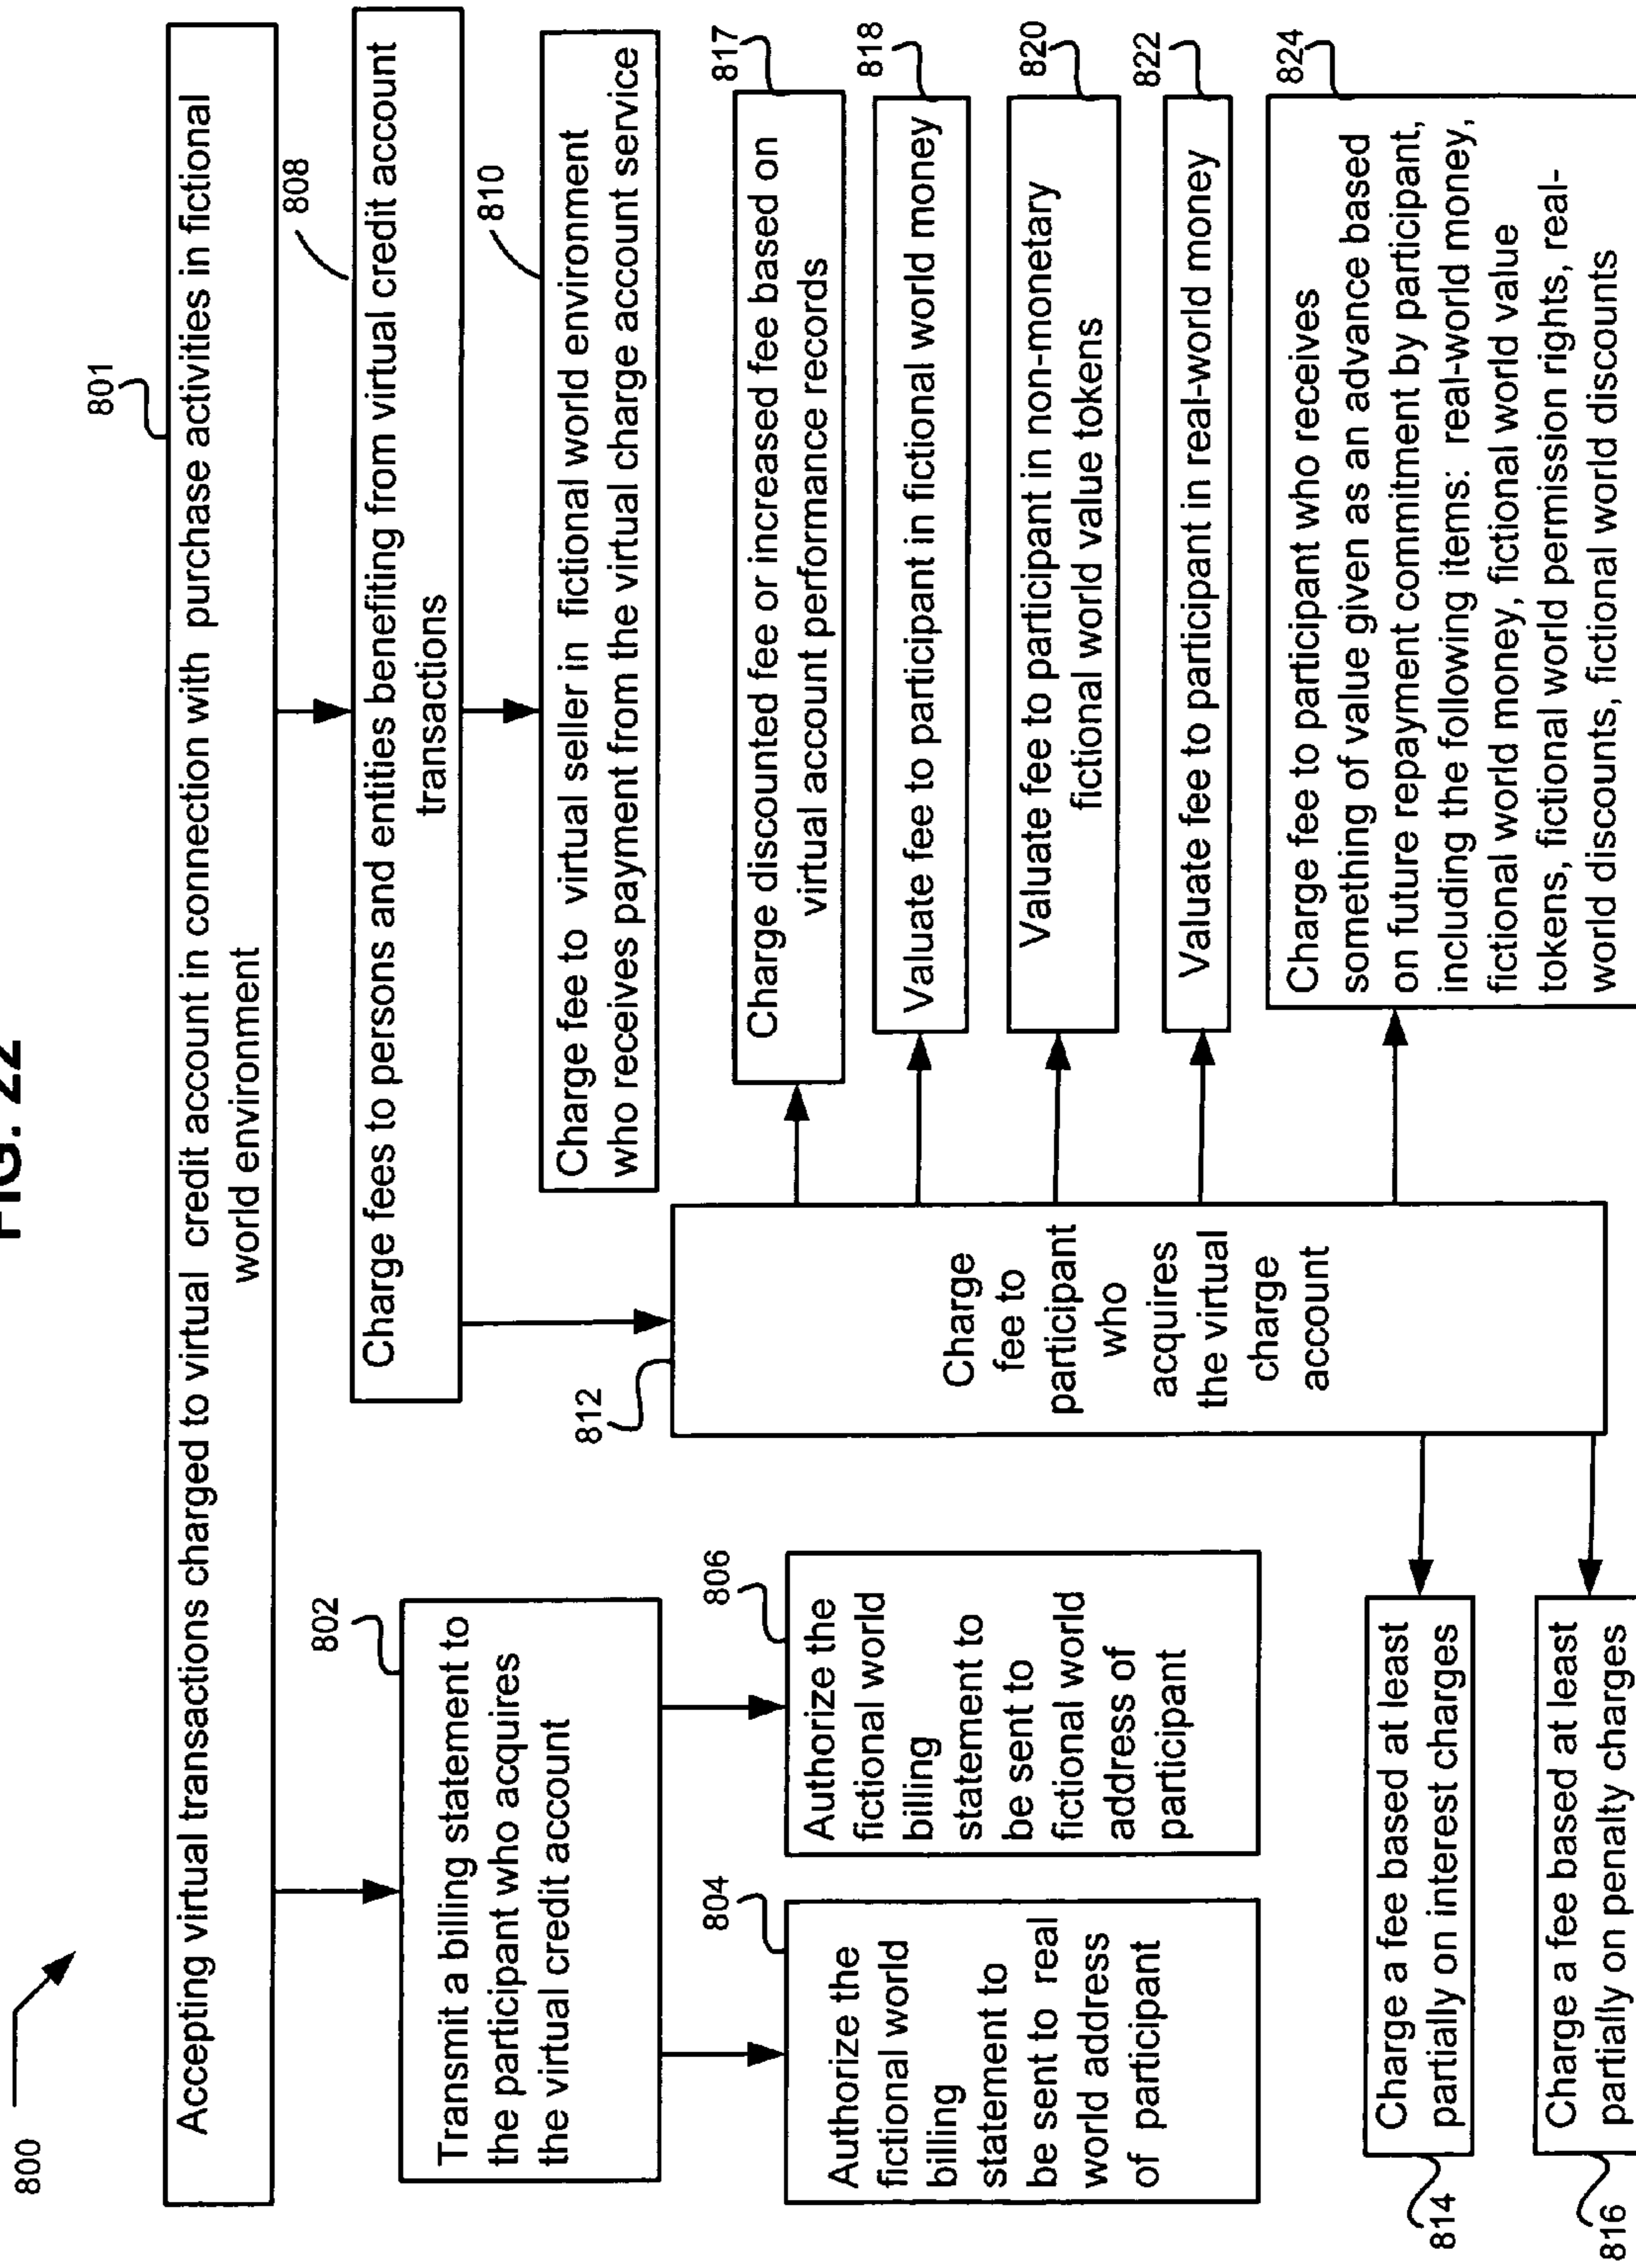 FIG. 22
800
801
Accepting virtual transactions charged to virtual credit account in connection with purchase activities in fictional
world environment
802
Transmit a billing statement to
the participant who acquires
the virtual credit account
804
Authorize the
fictional world
billing
statement to
be sent to real
world address
of participant
806
Authorize the
fictional world
billing
statement to
be sent to
fictional world
address of
participant
808
Charge fees to persons and entities benefiting from virtual credit account
transactions
810
Charge fee to virtual seller in fictional world environment
who receives payment from the virtual charge account service
812
Charge
fee to
participant
who
acquires
the virtual
charge
account
814
Charge a fee based at least
partially on interest charges
816
Charge a fee based at least
partially on penalty charges
817
Charge discounted fee or increased fee based on
virtual account performance records
818
Valuate fee to participant in fictional world money
820
Valuate fee to participant in non-monetary
fictional world value tokens
822
Valuate fee to participant in real-world money
824
Charge fee to participant who receives
something of value given as an advance based
on future repayment commitment by participant,
including the following items: real-world money,
fictional world money, fictional world value
tokens, fictional world permission rights, real-
world discounts, fictional world discounts